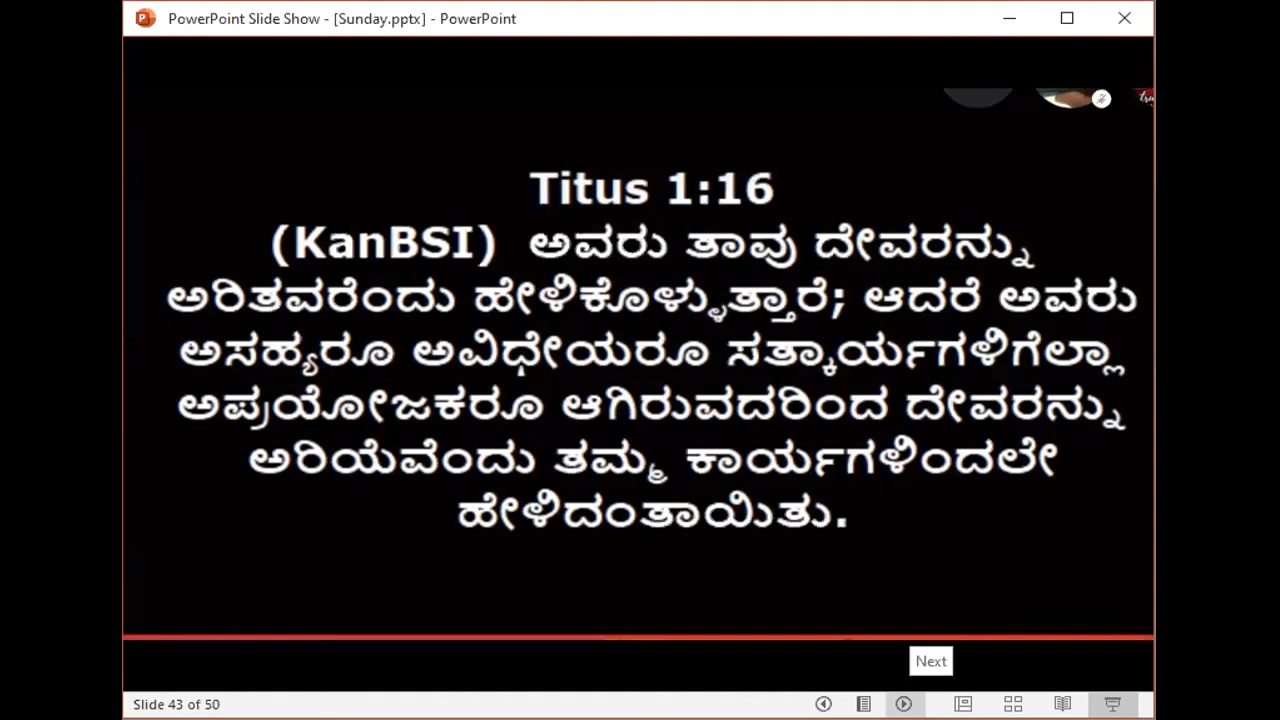 PowerPoint Slide Show - [Sunday.pptx] - PowerPoint
Titus 1:16
(KanBSI) ಅವರು ತಾವು ದೇವರನ್ನು
ಅರಿತವರೆಂದು ಹೇಳಿಕೊಳ್ಳುತ್ತಾರೆ; ಆದರೆ ಅವರು
ಅಸಹ್ಯರೂ ಅವಿಧೇಯರೂ ಸತ್ಕಾರ್ಯಗಳಿಗೆಲ್ಲಾ
ಅಪ್ರಯೋಜಕರೂ ಆಗಿರುವದರಿಂದ ದೇವರನ್ನು
ಅರಿಯೆವೆಂದು ತಮ್ಮ ಕಾರ್ಯಗಳಿಂದಲೇ
ಹೇಳಿದಂತಾಯಿತು.
Next
Slide 43 of 50